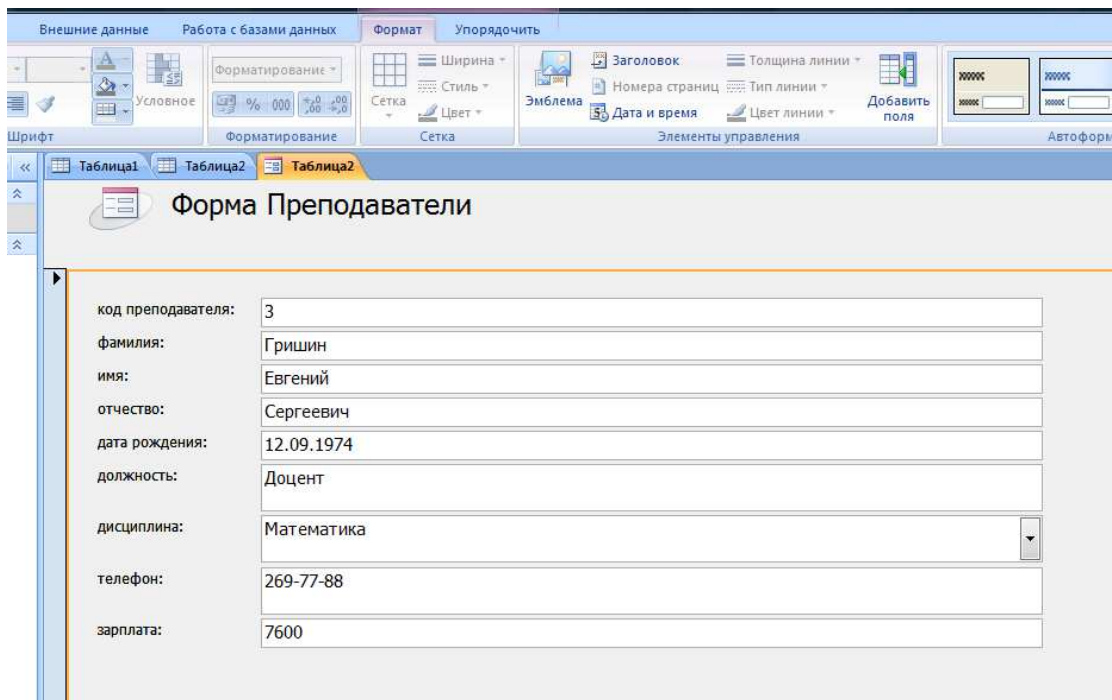 Внешние данные Работа с базами данных Формат Упорядочить
Ширина Заголовок Толщина линии
Форматирование Стиль Номера страниц Тип линии
Условное % 000 ,00 ,0 Сетка Цвет Эмблема Дата и время Цвет линии Добавить поля
Шрифт Форматирование Сетка Элементы управления Автоформ
Таблица1 Таблица2 Таблица2
Форма Преподаватели
код преподавателя: 3
фамилия: Гришин
имя: Евгений
отчество: Сергеевич
дата рождения: 12.09.1974
должность: Доцент
дисциплина: Математика
телефон: 269-77-88
зарплата: 7600